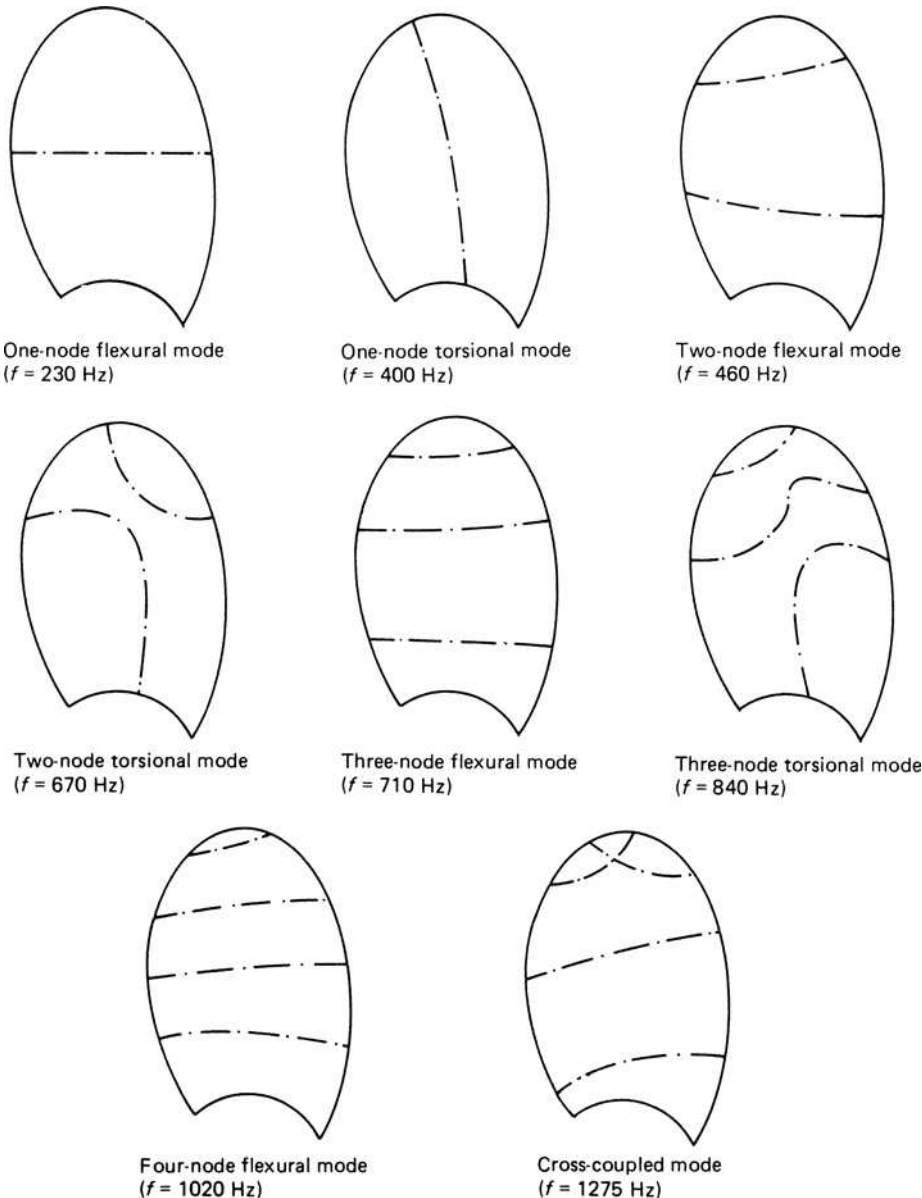 One-node flexural mode
(f = 230 Hz)
One-node torsional mode
(f = 400 Hz)
Two-node flexural mode
(f = 460 Hz)
Two-node torsional mode
(f = 670 Hz)
Three-node flexural mode
(f = 710 Hz)
Three-node torsional mode
(f = 840 Hz)
Four-node flexural mode
(f = 1020 Hz)
Cross-coupled mode
(f = 1275 Hz)